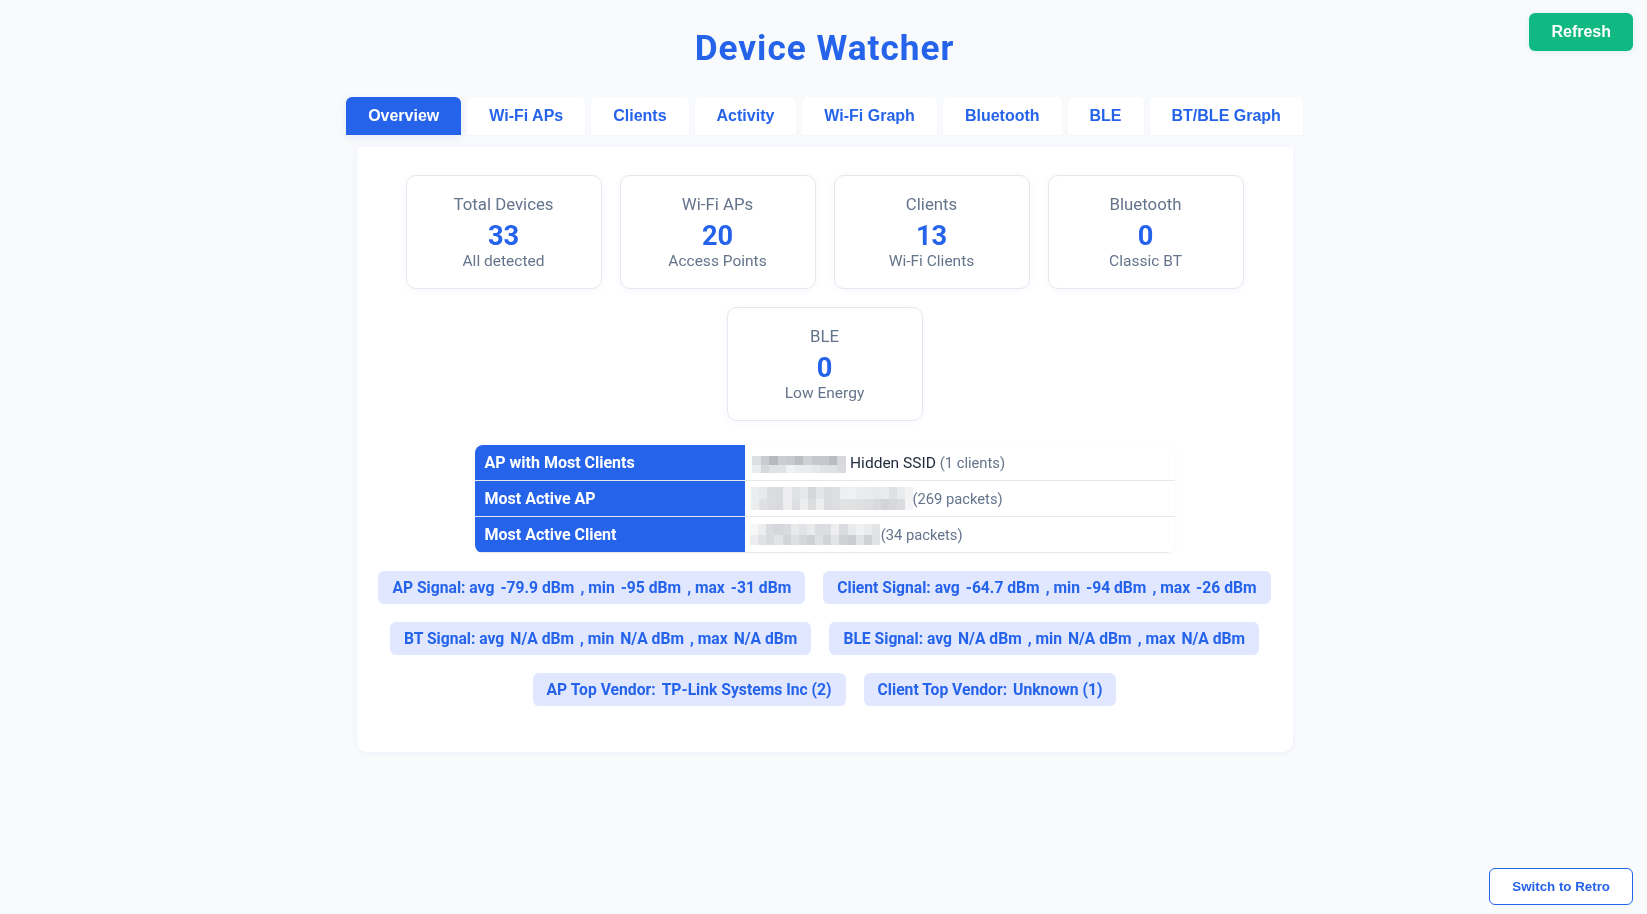 Device Watcher
Refresh
Overview Wi-Fi APs Clients Activity Wi-Fi Graph Bluetooth BLE BT/BLE Graph
Total Devices
33
All detected
Wi-Fi APs
20
Access Points
Clients
13
Wi-Fi Clients
Bluetooth
0
Classic BT
BLE
0
Low Energy
AP with Most Clients Hidden SSID (1 clients)
Most Active AP (269 packets)
Most Active Client (34 packets)
AP Signal: avg -79.9 dBm , min -95 dBm , max -31 dBm
Client Signal: avg -64.7 dBm , min -94 dBm , max -26 dBm
BT Signal: avg N/A dBm , min N/A dBm , max N/A dBm
BLE Signal: avg N/A dBm , min N/A dBm , max N/A dBm
AP Top Vendor: TP-Link Systems Inc (2)
Client Top Vendor: Unknown (1)
Switch to Retro